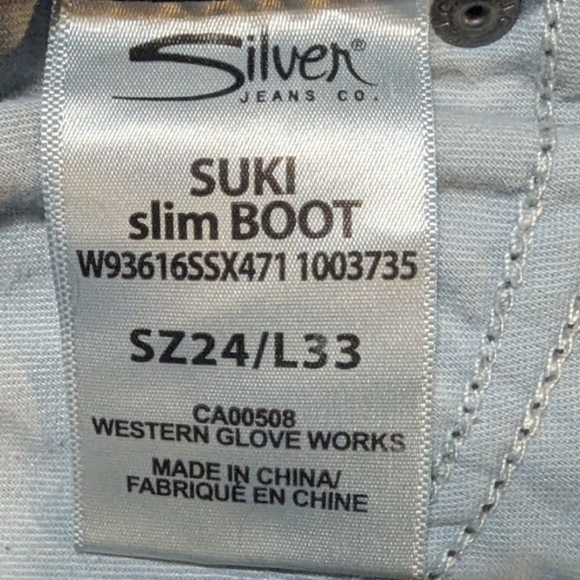 Silver®
JEANS CO.
SUKI
slim BOOT
W93616SSX471 1003735
SZ24/L33
CA00508
WESTERN GLOVE WORKS
MADE IN CHINA/
FABRIQUÉ EN CHINE